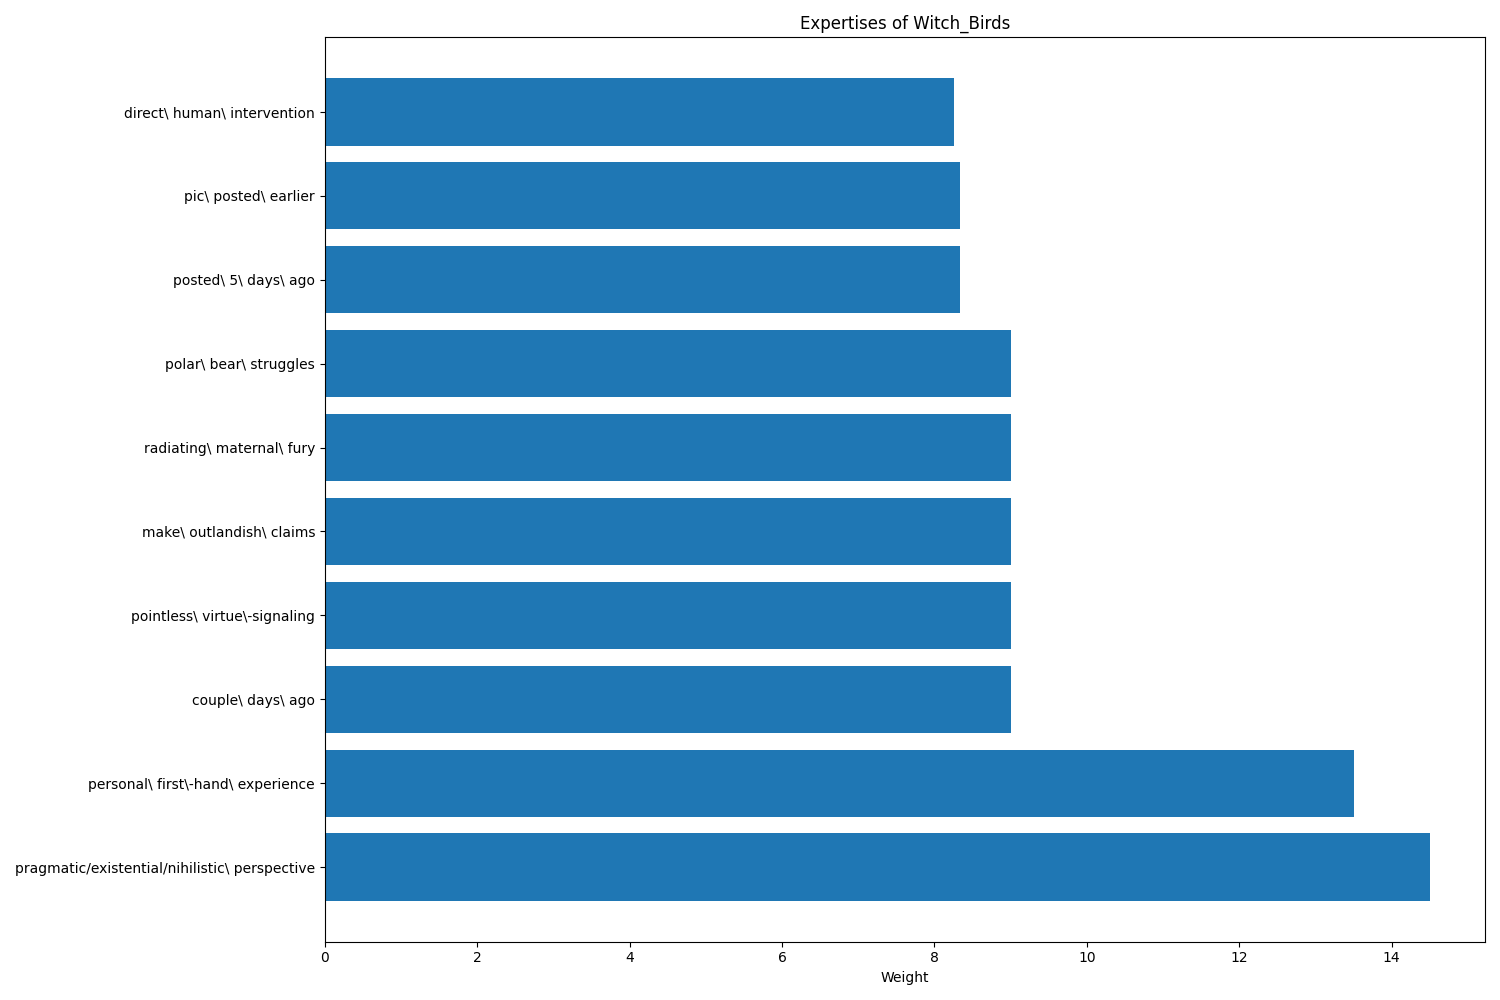 Expertises of Witch_Birds
direct\ human\ intervention
pic\ posted\ earlier
posted\ 5\ days\ ago
polar\ bear\ struggles
radiating\ maternal\ fury
make\ outlandish\ claims
pointless\ virtue\-signaling
couple\ days\ ago
personal\ first\-hand\ experience
pragmatic/existential/nihilistic\ perspective
0 2 4 6 8 10 12 14
Weight